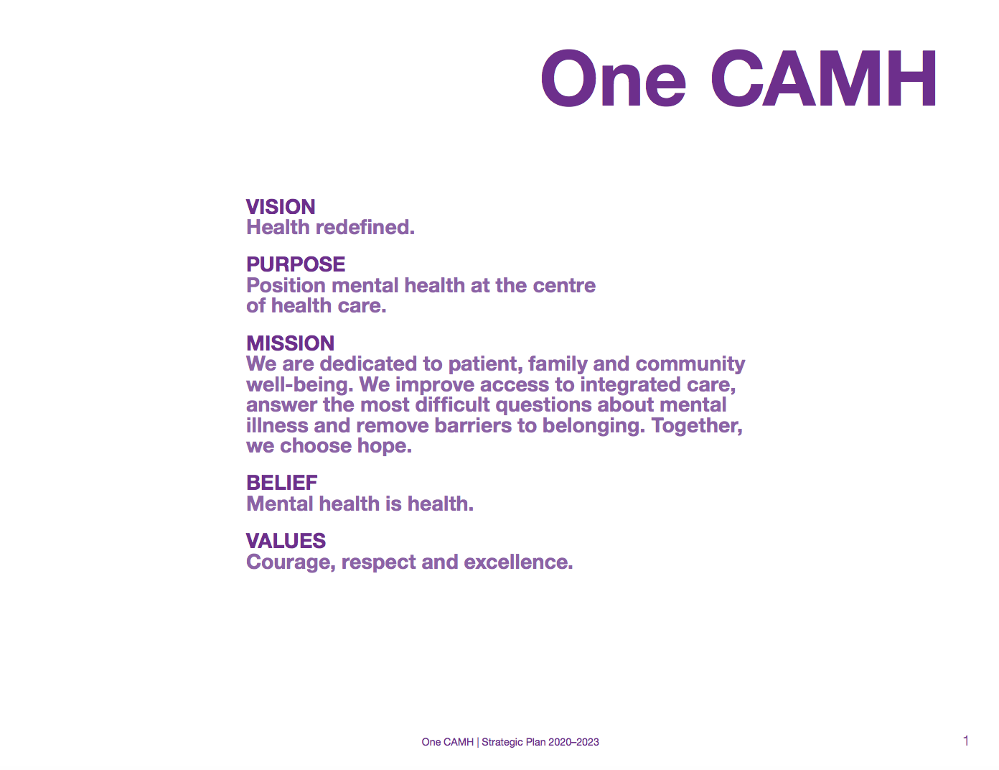 One CAMH
VISION
Health redefined.
PURPOSE
Position mental health at the centre
of health care.
MISSION
We are dedicated to patient, family and community
well-being. We improve access to integrated care,
answer the most difficult questions about mental
illness and remove barriers to belonging. Together,
we choose hope.
BELIEF
Mental health is health.
VALUES
Courage, respect and excellence.
One CAMH | Strategic Plan 2020–2023
1